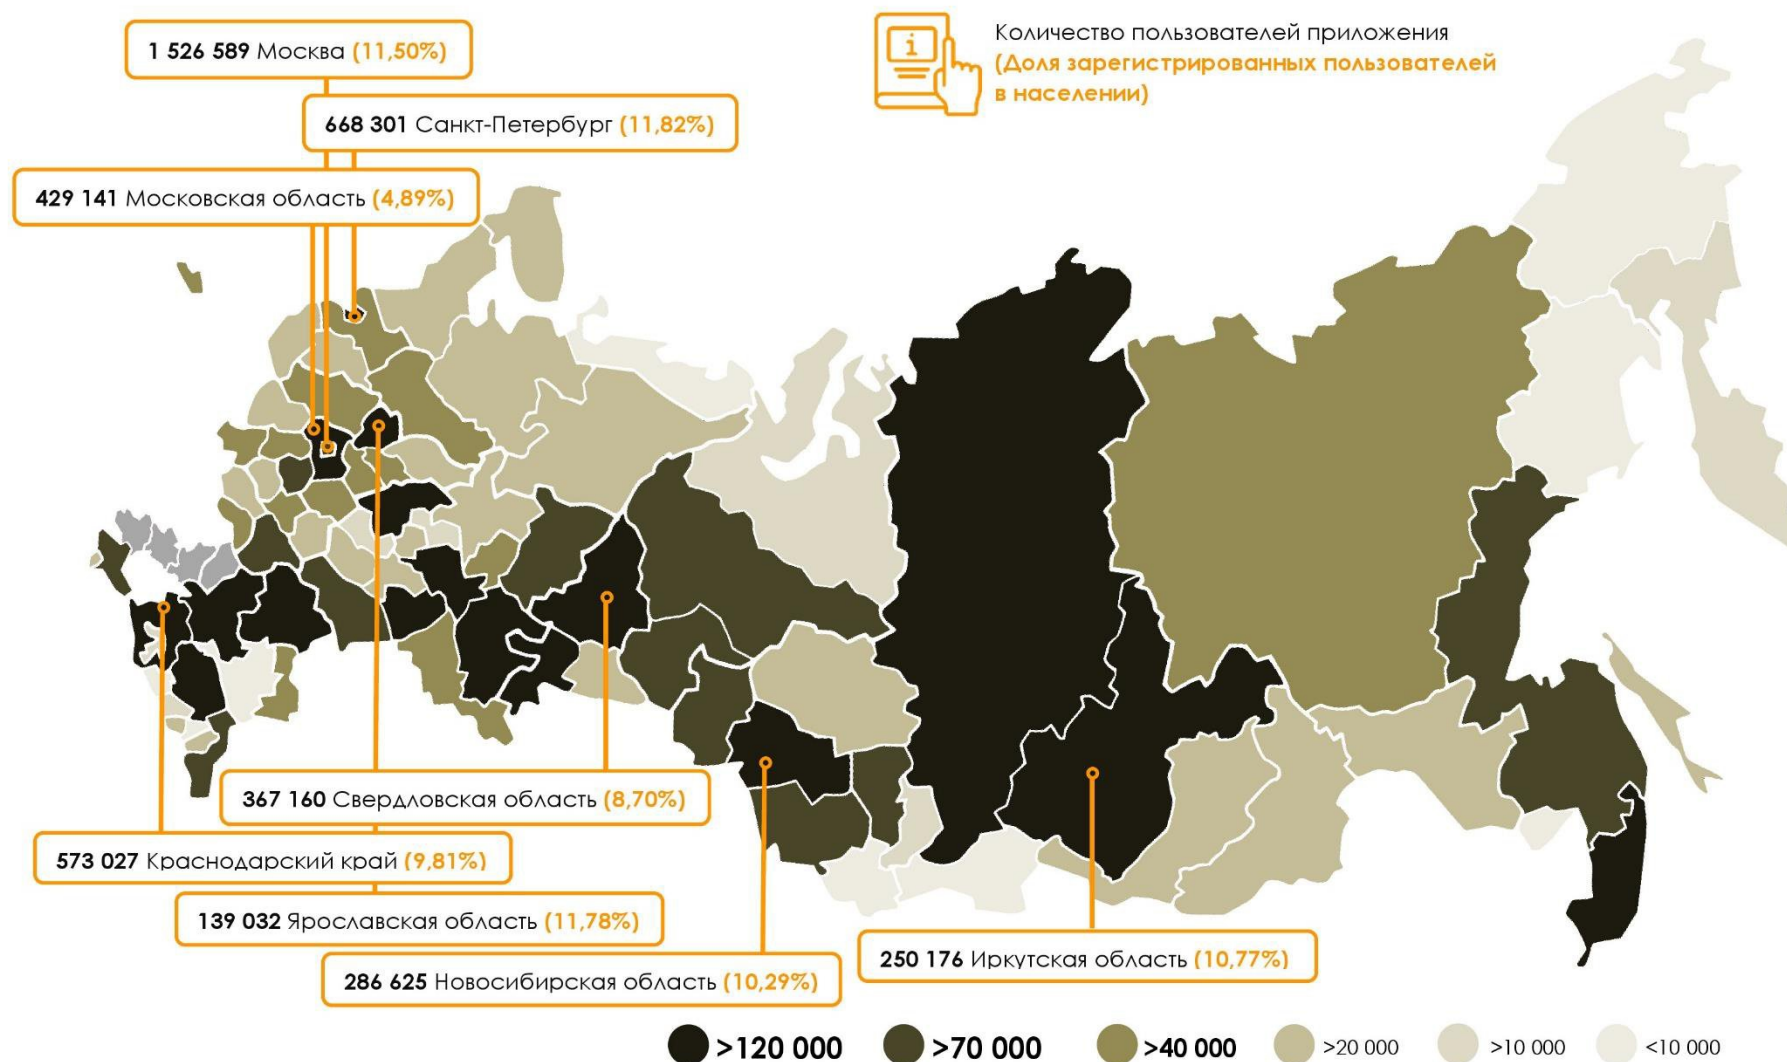 1 526 589 Москва (11,50%)
668 301 Санкт-Петербург (11,82%)
429 141 Московская область (4,89%)
i
Количество пользователей приложения
(Доля зарегистрированных пользователей
в населении)
367 160 Свердловская область (8,70%)
573 027 Краснодарский край (9,81%)
139 032 Ярославская область (11,78%)
286 625 Новосибирская область (10,29%)
250 176 Иркутская область (10,77%)
>120 000 >70 000 >40 000 >20 000 >10 000 <10 000